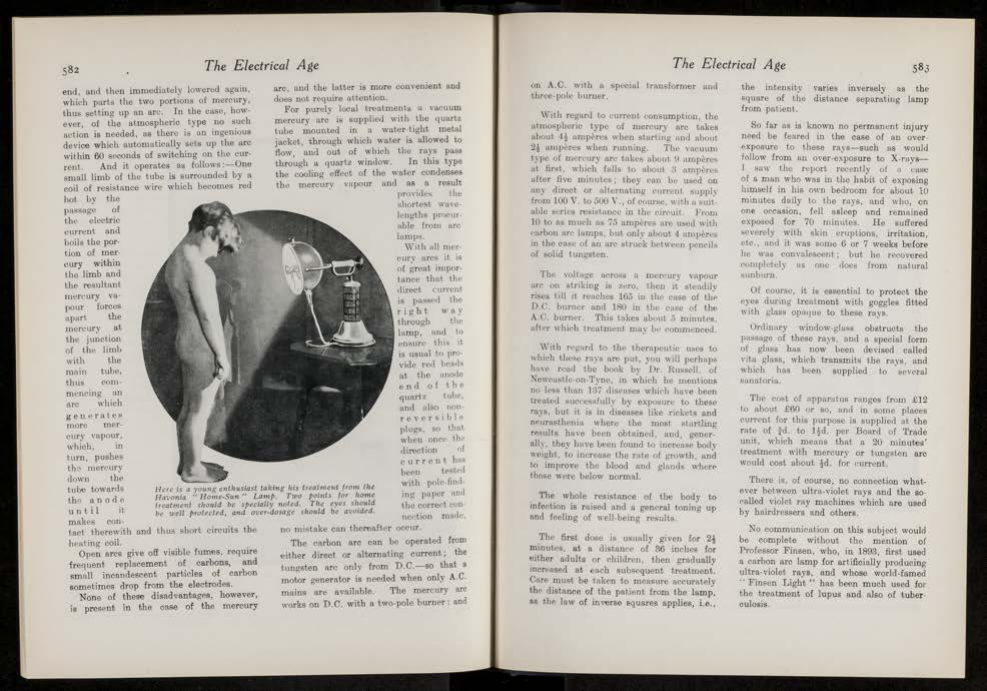 582
The Electrical Age
end, and then immediately lowered again,
which parts the two portions of mercury,
thus setting up an arc. In the case, how-
ever, of the atmospheric type no such
action is needed, as there is an ingenious
device which automatically sets up the arc
within 60 seconds of switching on the cur-
rent. And it operates as follows:—One
small limb of the tube is surrounded by a
coil of resistance wire which becomes red
hot by the
passage of
the electric
current and
boils the por-
tion of mer-
cury within
the limb and
the resultant
mercury va-
pour forces
apart the
mercury at
the junction
of the limb
with the
main tube,
thus com-
mencing an
arc which
generates
more mer-
cury vapour,
which, in
turn, pushes
the mercury
down the
tube towards
the anode
until it
makes con-
tact therewith and thus short circuits the
heating coil.
Open arcs give off visible fumes, require
frequent replacement of carbons, and
small incandescent particles of carbon
sometimes drop from the electrodes.
None of these disadvantages, however,
is present in the case of the mercury
arc, and the latter is more convenient and
does not require attention.
For purely local treatments a vacuum
mercury arc is supplied with the quartz
tube mounted in a water-tight metal
jacket, through which water is allowed to
flow, and out of which the rays pass
through a quartz window. In this type
the cooling effect of the water condenses
the mercury vapour and as a result
provides the
shortest wave-
lengths procur-
able from arc
lamps.
With all mer-
cury arcs it is
of great impor-
tance that the
direct current
is passed the
right way
through the
lamp, and to
ensure this it
is usual to pro-
vide red beads
at the anode
end of the
quartz tube,
and also non-
reversible
plugs, so that
when once the
direction of
current has
been tested
with pole-find-
ing paper and
the correct con-
nection made,
no mistake can thereafter occur.
The carbon arc can be operated from
either direct or alternating current; the
tungsten arc only from D.C.—so that a
motor generator is needed when only A.C.
mains are available. The mercury arc
works on D.C. with a two-pole burner; and
Here is a young enthusiast taking his treatment from the
Havonia "Home-Sun" Lamp. Two points for home
treatment should be specially noted. The eyes should
be well protected, and over-dosage should be avoided.
The Electrical Age
583
on A.C. with a special transformer and
three-pole burner.
With regard to current consumption, the
atmospheric type of mercury arc takes
about 4½ ampères when starting and about
2½ ampères when running. The vacuum
type of mercury arc takes about 9 ampères
at first, which falls to about 3 ampères
after five minutes; they can be used on
any direct or alternating current supply
from 100 V. to 500 V., of course, with a suit-
able series resistance in the circuit. From
10 to as much as 75 ampères are used with
carbon arc lamps, but only about 4 ampères
in the case of an arc struck between pencils
of solid tungsten.
The voltage across a mercury vapour
arc on striking is zero, then it steadily
rises till it reaches 165 in the case of the
D.C. burner and 180 in the case of the
A.C. burner. This takes about 5 minutes,
after which treatment may be commenced.
With regard to the therapeutic uses to
which these rays are put, you will perhaps
have read the book by Dr. Russell, of
Newcastle-on-Tyne, in which he mentions
no less than 137 diseases which have been
treated successfully by exposure to these
rays, but it is in diseases like rickets and
neurasthenia where the most startling
results have been obtained, and, gener-
ally, they have been found to increase body
weight, to increase the rate of growth, and
to improve the blood and glands where
these were below normal.
The whole resistance of the body to
infection is raised and a general toning up
and feeling of well-being results.
The first dose is usually given for 2½
minutes, at a distance of 36 inches for
either adults or children, then gradually
increased at each subsequent treatment.
Care must be taken to measure accurately
the distance of the patient from the lamp,
as the law of inverse squares applies, i.e.,
the intensity varies inversely as the
square of the distance separating lamp
from patient.
So far as is known no permanent injury
need be feared in the case of an over-
exposure to these rays—such as would
follow from an over-exposure to X-rays—
I saw the report recently of a case
of a man who was in the habit of exposing
himself in his own bedroom for about 10
minutes daily to the rays, and who, on
one occasion, fell asleep and remained
exposed for 70 minutes. He suffered
severely with skin eruptions, irritation,
etc., and it was some 6 or 7 weeks before
he was convalescent; but he recovered
completely as one does from natural
sunburn.
Of course, it is essential to protect the
eyes during treatment with goggles fitted
with glass opaque to these rays.
Ordinary window-glass obstructs the
passage of these rays, and a special form
of glass has now been devised called
vita glass, which transmits the rays, and
which has been supplied to several
sanatoria.
The cost of apparatus ranges from £12
to about £60 or so, and in some places
current for this purpose is supplied at the
rate of d. to 1½d. per Board of Trade
unit, which means that a 20 minutes'
treatment with mercury or tungsten arc
would cost about d. for current.
There is, of course, no connection what-
ever between ultra-violet rays and the so-
called violet ray machines which are used
by hairdressers and others.
No communication on this subject would
be complete without the mention of
Professor Finsen, who, in 1893, first used
a carbon arc lamp for artificially producing
ultra-violet rays, and whose world-famed
"Finsen Light" has been much used for
the treatment of lupus and also of tuber-
culosis.